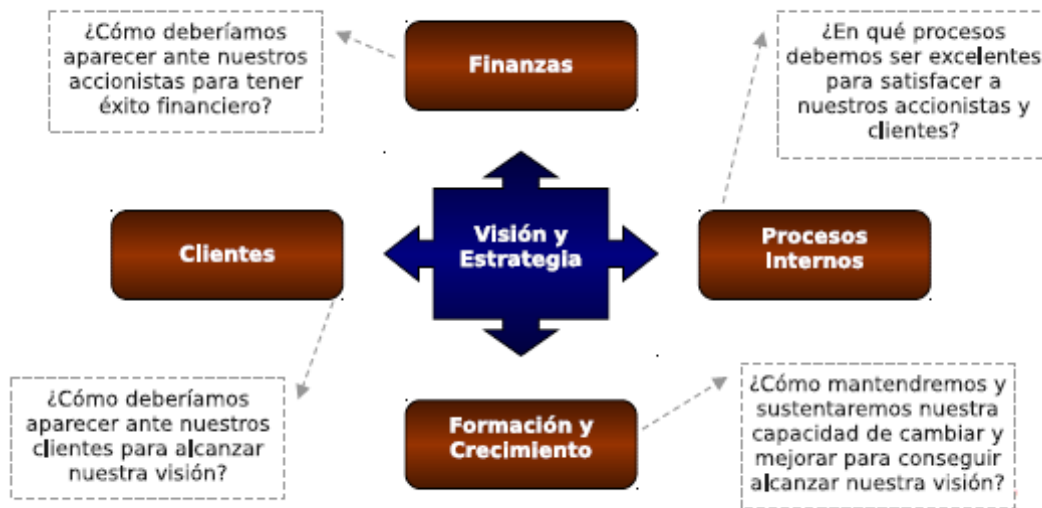 ¿Cómo deberíamos
aparecer ante nuestros
accionistas para tener
éxito financiero?
Finanzas
¿En qué procesos
debemos ser excelentes
para satisfacer a
nuestros accionistas y
clientes?
Clientes
Visión y
Estrategia
Procesos
Internos
¿Cómo deberíamos
aparecer ante nuestros
clientes para alcanzar
nuestra visión?
Formación y
Crecimiento
¿Cómo mantendremos y
sustentaremos nuestra
capacidad de cambiar y
mejorar para conseguir
alcanzar nuestra visión?